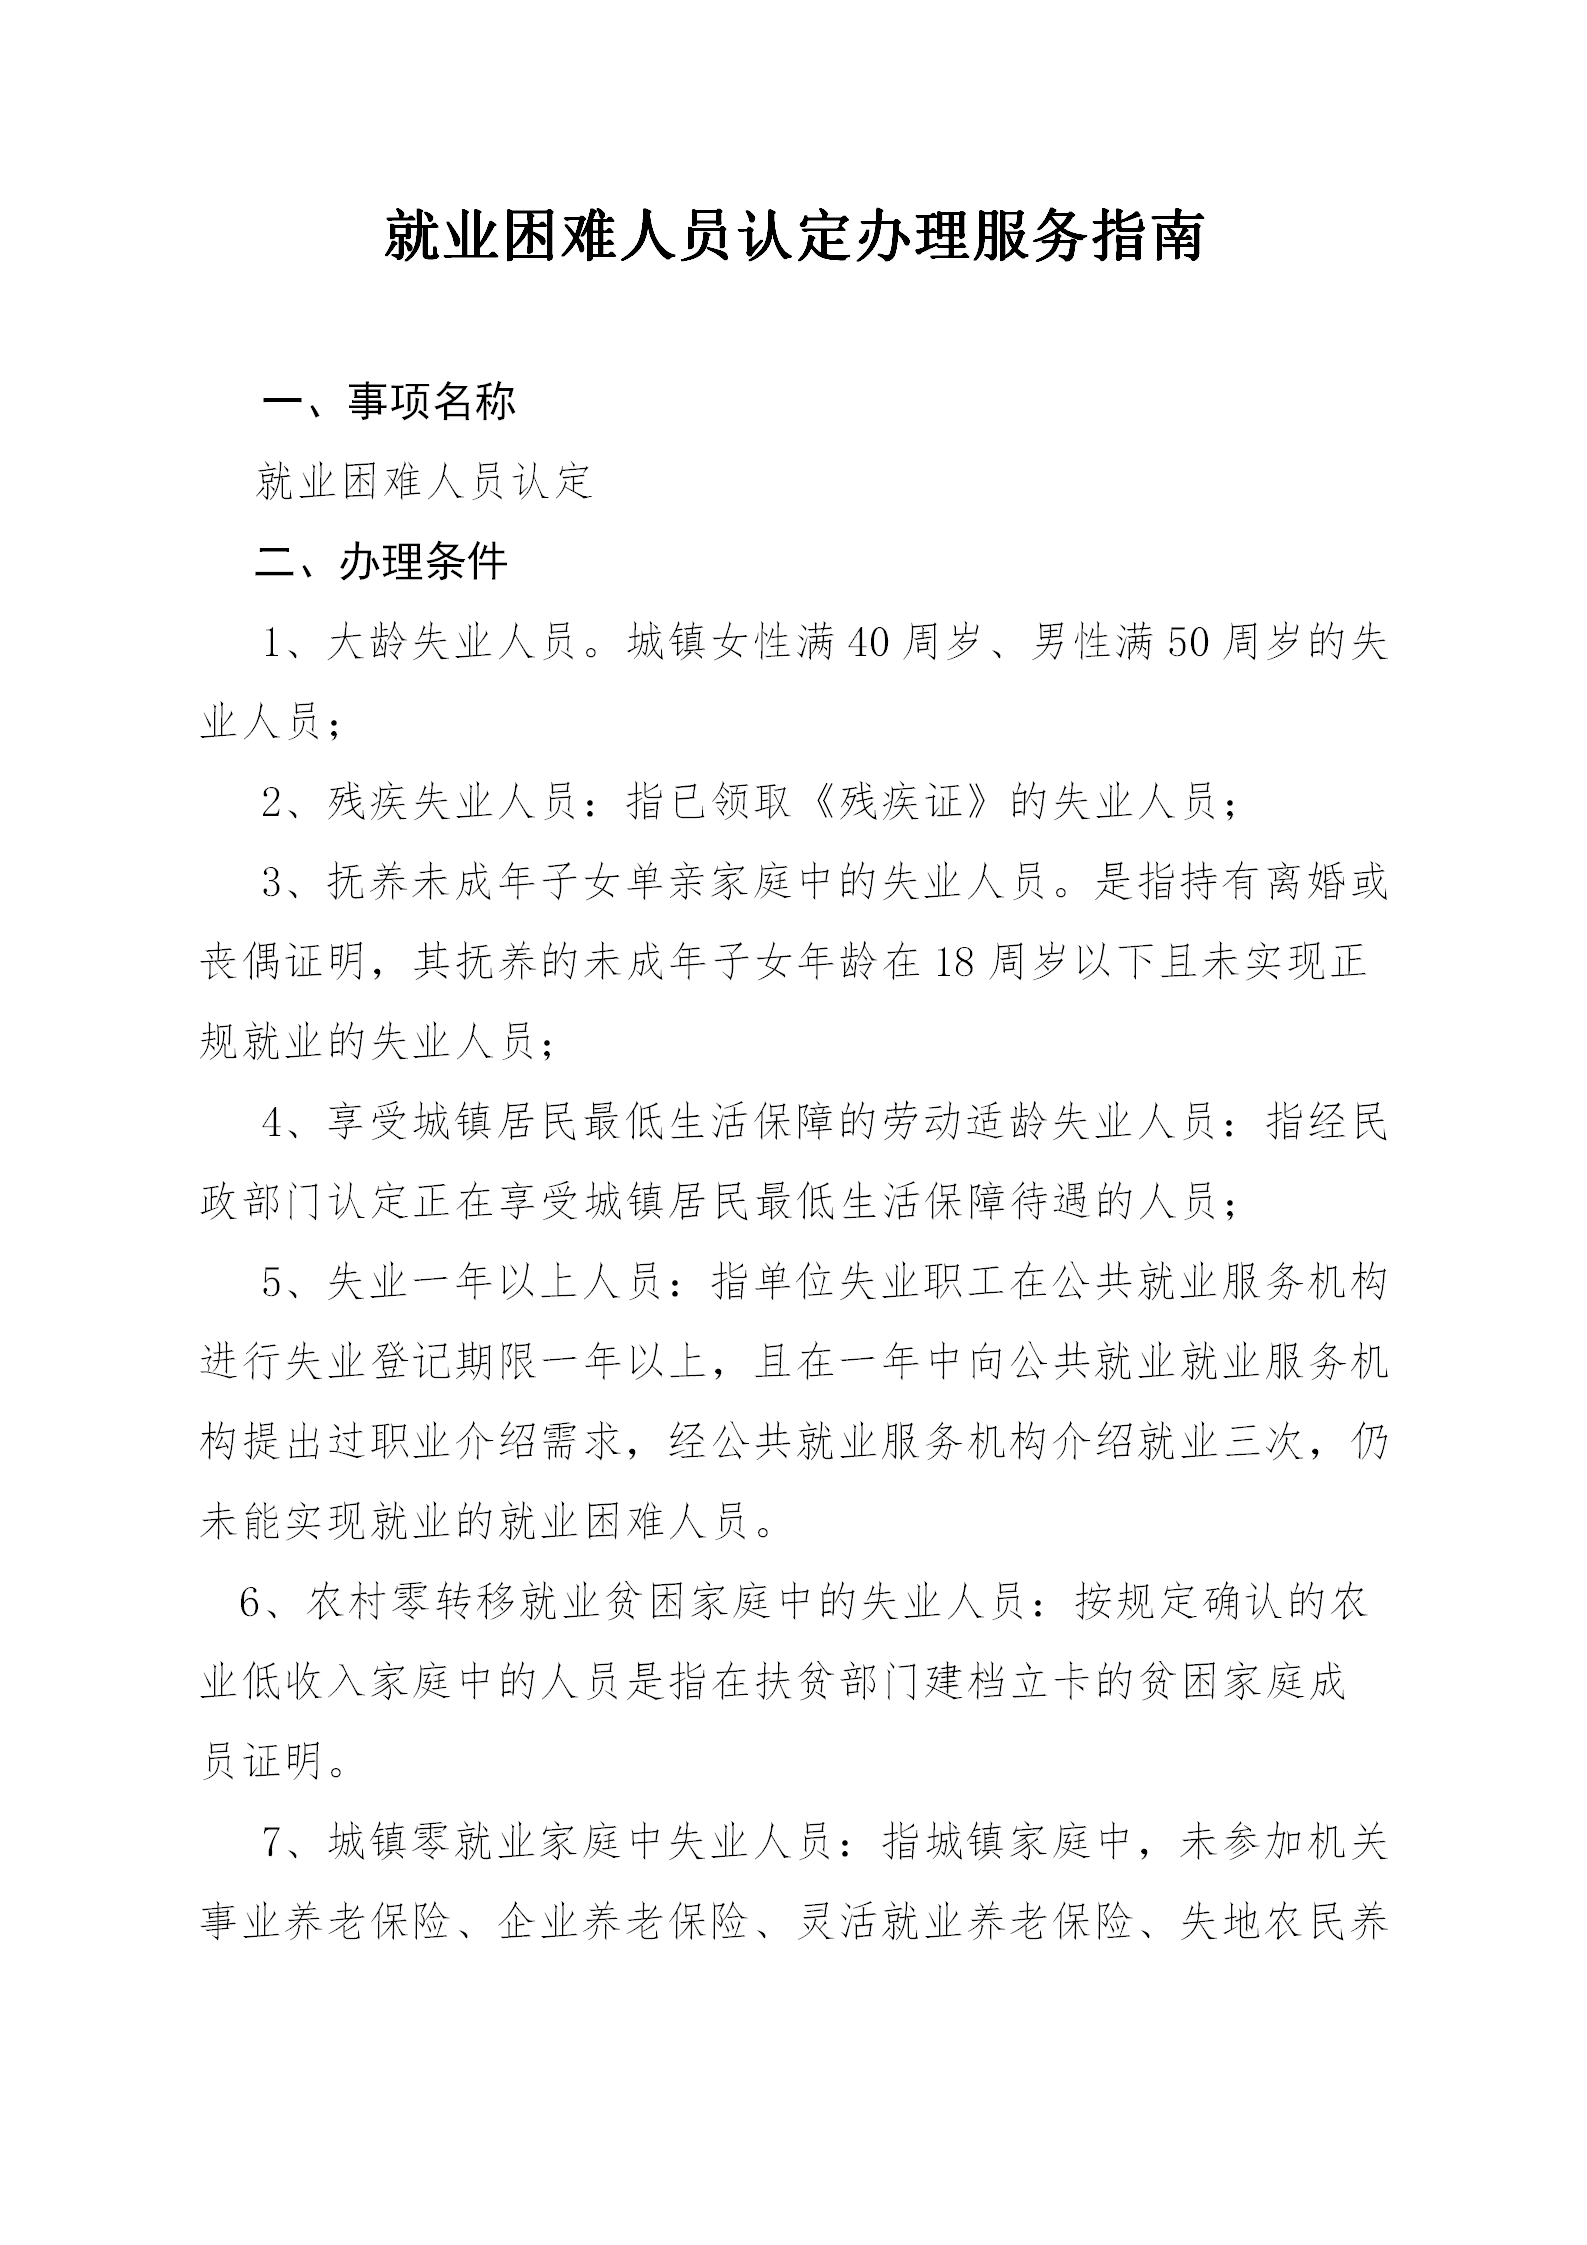 就业困难人员认定办理服务指南
一、事项名称
就业困难人员认定
二、办理条件
1、大龄失业人员。城镇女性满 40 周岁、男性满 50 周岁的失
业人员；
2、残疾失业人员：指已领取《残疾证》的失业人员；
3、抚养未成年子女单亲家庭中的失业人员。是指持有离婚或
丧偶证明，其抚养的未成年子女年龄在 18 周岁以下且未实现正
规就业的失业人员；
4、享受城镇居民最低生活保障的劳动适龄失业人员：指经民
政部门认定正在享受城镇居民最低生活保障待遇的人员；
5、失业一年以上人员：指单位失业职工在公共就业服务机构
进行失业登记期限一年以上，且在一年中向公共就业就业服务机
构提出过职业介绍需求，经公共就业服务机构介绍就业三次，仍
未能实现就业的就业困难人员。
6、农村零转移就业贫困家庭中的失业人员：按规定确认的农
业低收入家庭中的人员是指在扶贫部门建档立卡的贫困家庭成
员证明。
7、城镇零就业家庭中失业人员：指城镇家庭中，未参加机关
事业养老保险、企业养老保险、灵活就业养老保险、失地农民养